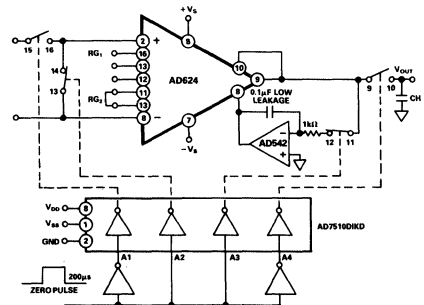 +VS
15 16
2 +
RG1
16
13
12
RG2
11
13
8 -
14
13
AD624
6
10
9
8
7
-VS
0.1μF LOW
LEAKAGE
1kΩ
AD542
-
+
12 11
9 10
VOUT
CH
VDD 8
VSS 1
GND 2
AD7510DIKD
A1 A2 A3 A4
200μs
ZERO PULSE